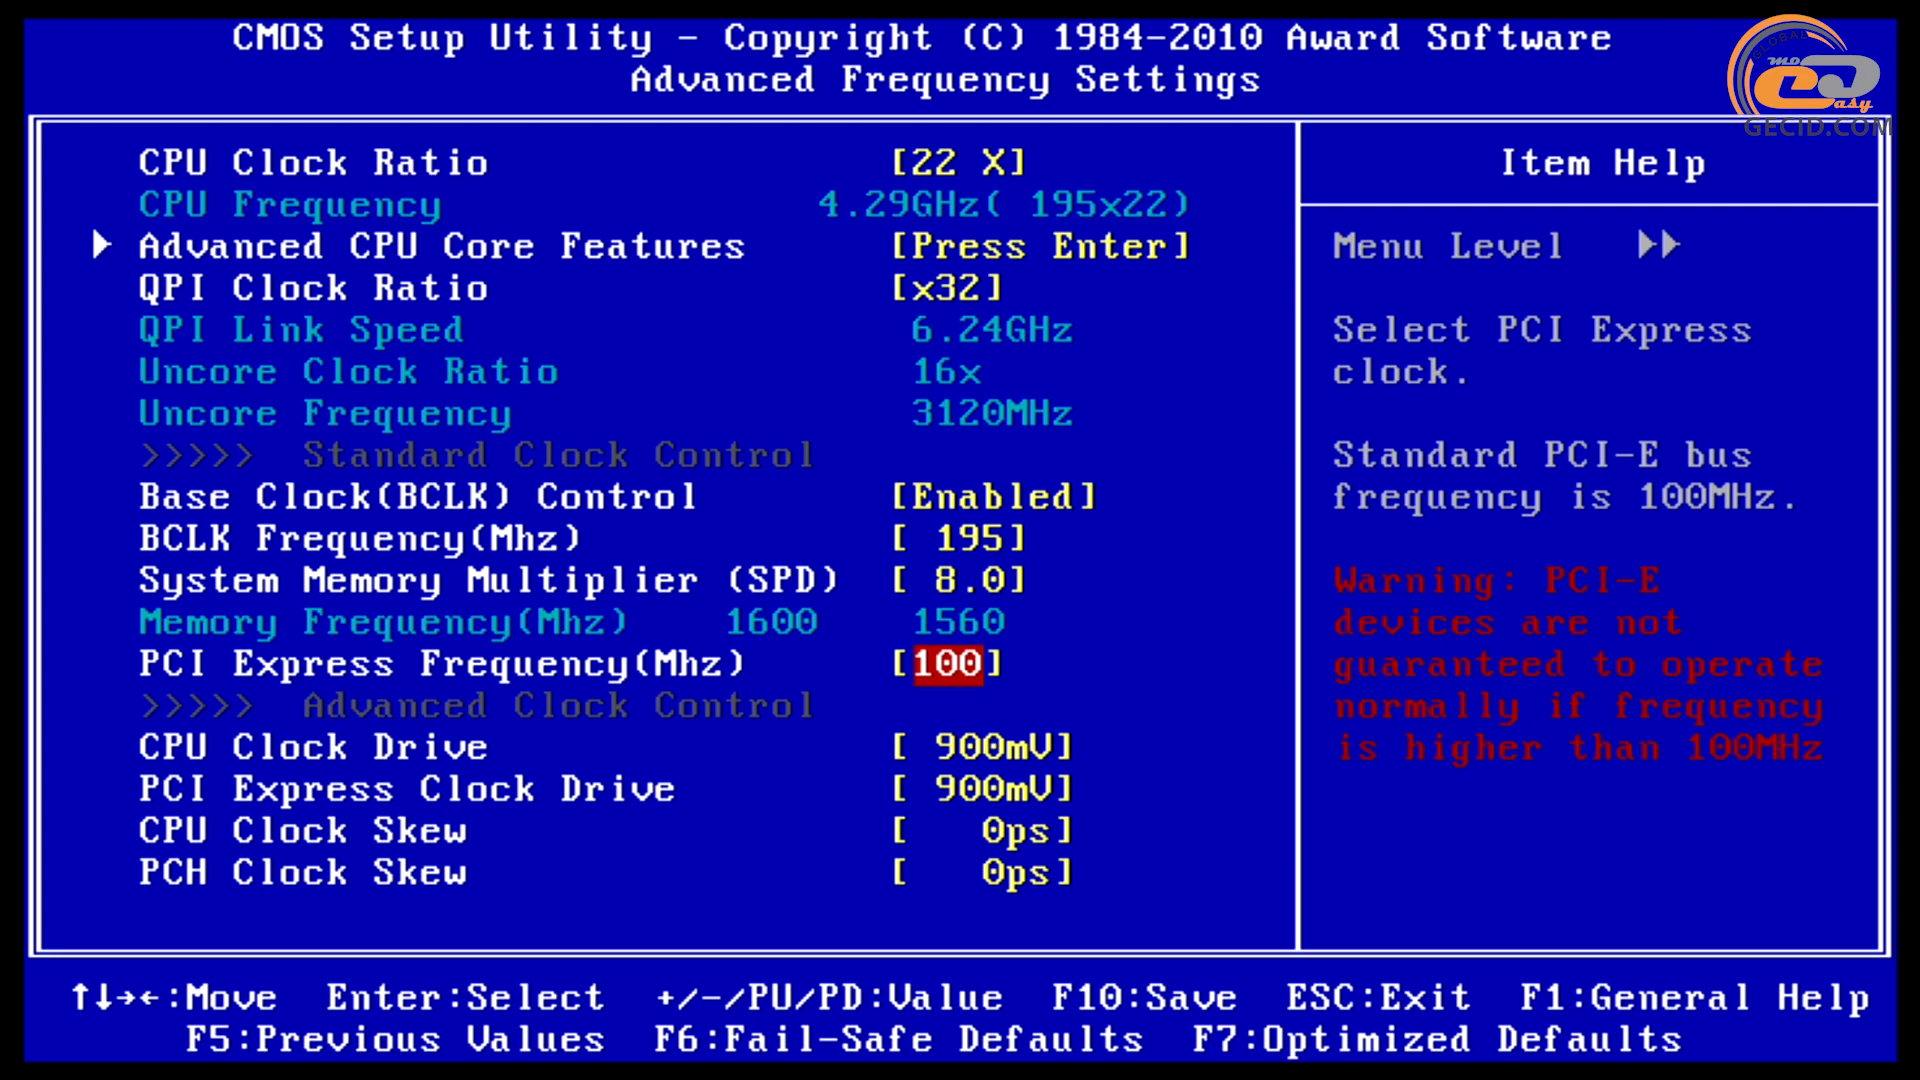 CMOS Setup Utility - Copyright (C) 1984-2010 Award Software
Advanced Frequency Settings
GLOBAL
mo
easy
GECID.COM
CPU Clock Ratio [22 X]
CPU Frequency 4.29GHz( 195x22)
Advanced CPU Core Features [Press Enter]
QPI Clock Ratio [x32]
QPI Link Speed 6.24GHz
Uncore Clock Ratio 16x
Uncore Frequency 3120MHz
>>>>> Standard Clock Control
Base Clock(BCLK) Control [Enabled]
BCLK Frequency(Mhz) [ 195]
System Memory Multiplier (SPD) [ 8.0]
Memory Frequency(Mhz) 1600 1560
PCI Express Frequency(Mhz) [100]
>>>>> Advanced Clock Control
CPU Clock Drive [ 900mV]
PCI Express Clock Drive [ 900mV]
CPU Clock Skew [ 0ps]
PCH Clock Skew [ 0ps]
Item Help
Menu Level ▶▶
Select PCI Express
clock.
Standard PCI-E bus
frequency is 100MHz.
Warning: PCI-E
devices are not
guaranteed to operate
normally if frequency
is higher than 100MHz
↑↓→←:Move Enter:Select +/-/PU/PD:Value F10:Save ESC:Exit F1:General Help
F5:Previous Values F6:Fail-Safe Defaults F7:Optimized Defaults